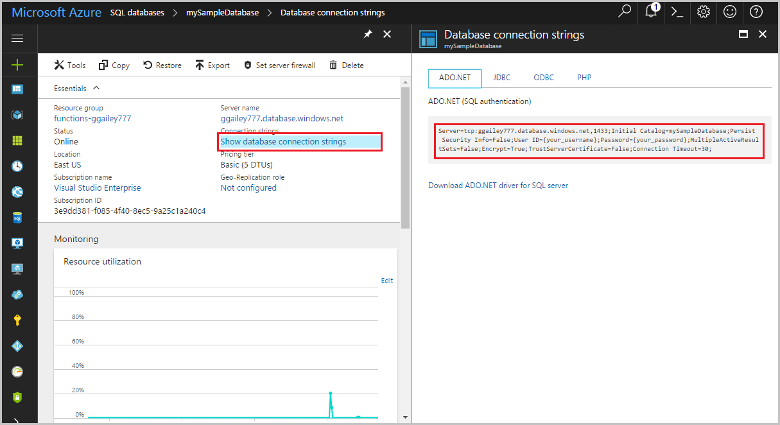 Microsoft Azure SQL databases > mySampleDatabase > Database connection strings
1
Tools Copy Restore Export Set server firewall Delete
Essentials
Resource group
functions-ggailey777
Status
Online
Location
East US
Subscription name
Visual Studio Enterprise
Subscription ID
3e9dd381-f085-4f40-8ec5-9a25c1a240c4
Server name
ggailey777.database.windows.net
Connection strings
Show database connection strings
Pricing tier
Basic (5 DTUs)
Geo-Replication role
Not configured
Monitoring
Resource utilization
Edit
100%
80%
60%
40%
20%
0%
Database connection strings
mySampleDatabase
ADO.NET JDBC ODBC PHP
ADO.NET (SQL authentication)
Server=tcp:ggailey777.database.windows.net,1433;Initial Catalog=mySampleDatabase;Persist
Security Info=False;User ID={your_username};Password={your_password};MultipleActiveResul
tSets=False;Encrypt=True;TrustServerCertificate=False;Connection Timeout=30;
Download ADO.NET driver for SQL server